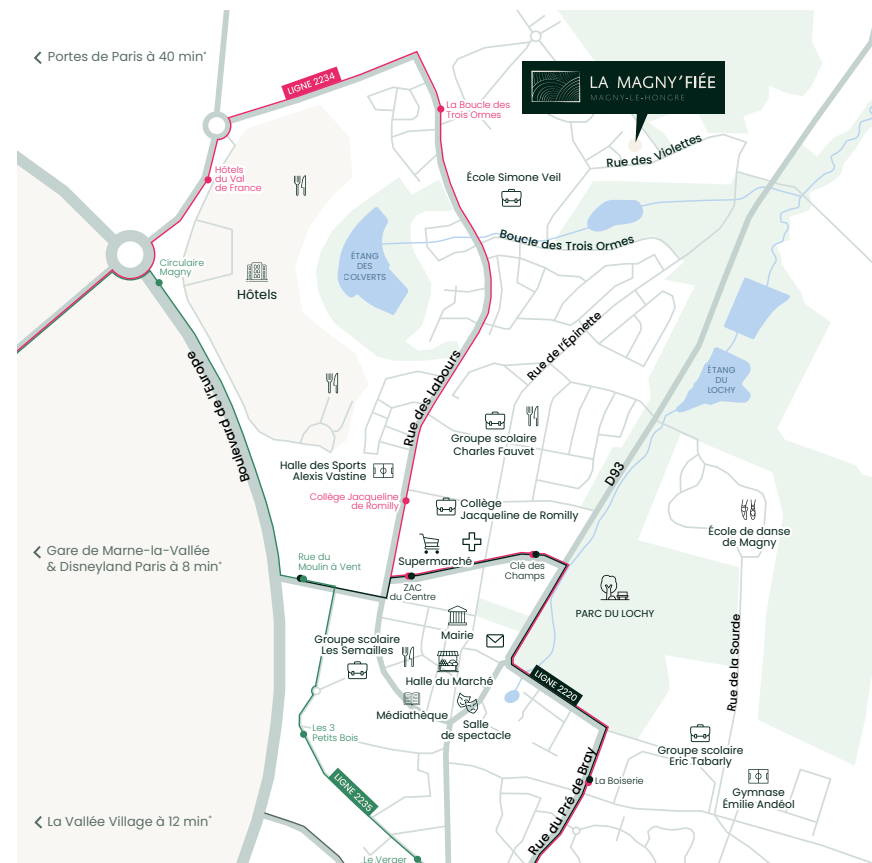 Portes de Paris à 40 min*
LIGNE 2234
LA MAGNY'FIÉE
MAGNY-LE-HONGRE
La Boucle des
Trois Ormes
Rue des Violettes
Hôtels
du Val
de France
École Simone Veil
Boucle des Trois Ormes
ÉTANG
DES
COLVERTS
Circulaire
Magny
Hôtels
Rue de l'Épinette
Boulevard de l'Europe
Rue des Labours
ÉTANG
DU
LOCHY
Groupe scolaire
Charles Fauvet
D93
Halle des Sports
Alexis Vastine
Collège Jacqueline
de Romilly
Collège
Jacqueline de Romilly
École de danse
de Magny
Gare de Marne-la-Vallée
& Disneyland Paris à 8 min*
Rue du
Moulin à Vent
Supermarché
Clé des
Champs
ZAC
du Centre
PARC DU LOCHY
Mairie
Groupe scolaire
Les Semailles
Halle du Marché
LIGNE 2220
Rue de la Sourde
Médiathèque
Salle
de spectacle
Les 3
Petits Bois
Groupe scolaire
Eric Tabarly
La Boiserie
Gymnase
Émilie Andéol
LIGNE 2235
Rue du Pré de Bray
La Vallée Village à 12 min*
Le Verger